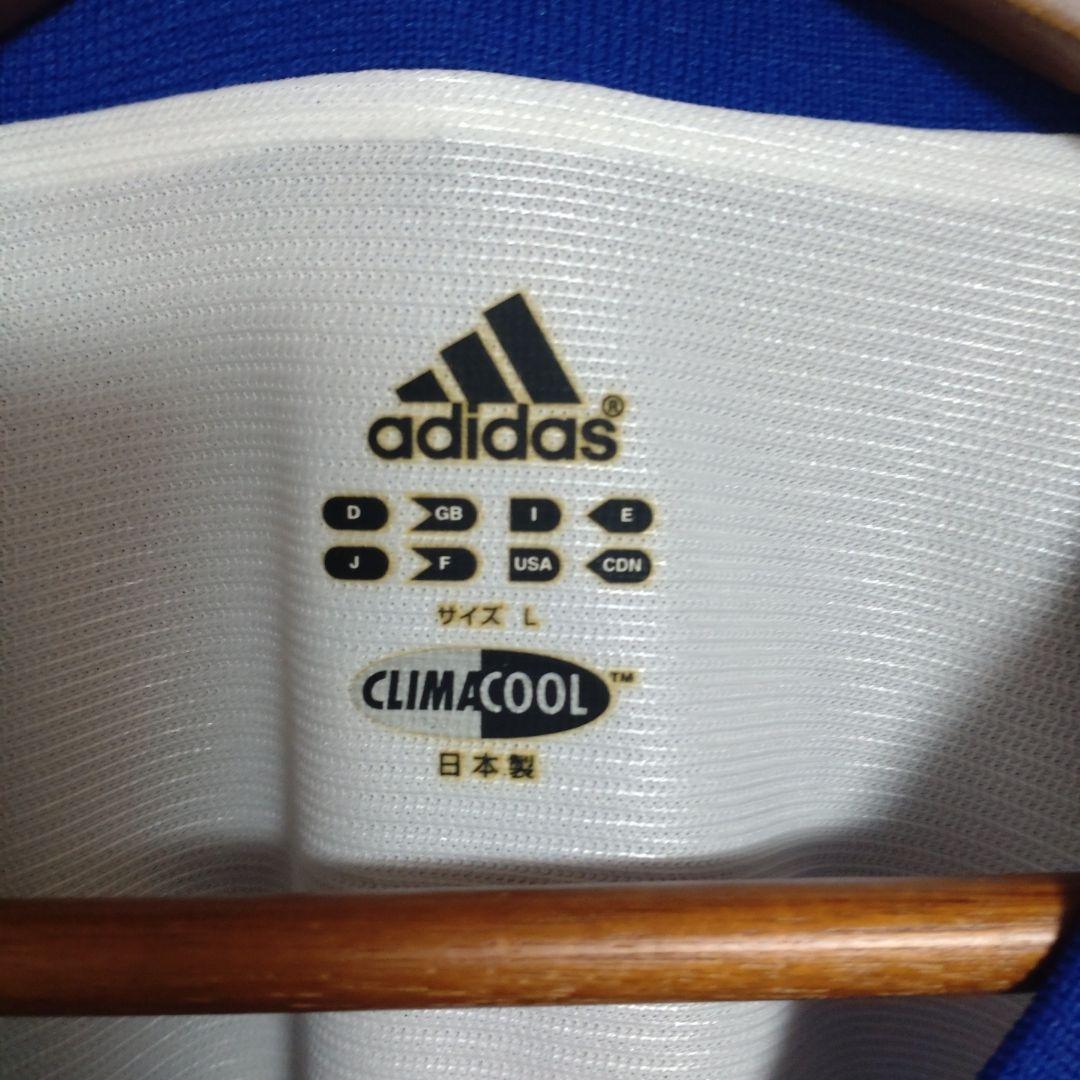 adidas®
D GB I E
J F USA CDN
サイズ L
CLIMACOOL™
日本製